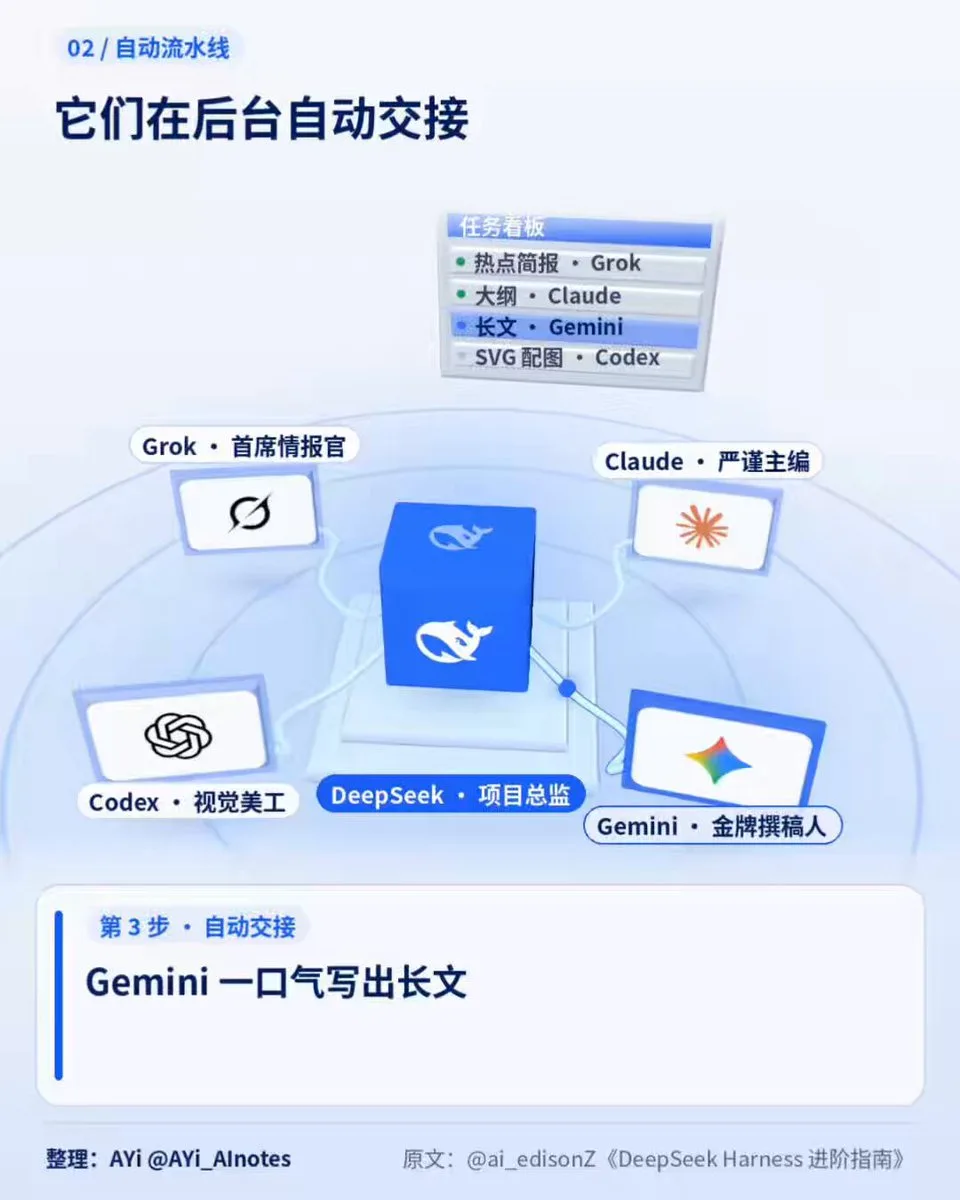 02 / 自动流水线
它们在后台自动交接
任务看板
热点简报 · Grok
大纲 · Claude
长文 · Gemini
SVG 配图 · Codex
Grok · 首席情报官
Claude · 严谨主编
Codex · 视觉美工
DeepSeek · 项目总监
Gemini · 金牌撰稿人
第 3 步 · 自动交接
Gemini 一口气写出长文
整理：AYi @AYi_AInotes
原文：@ai_edisonZ《DeepSeek Harness 进阶指南》